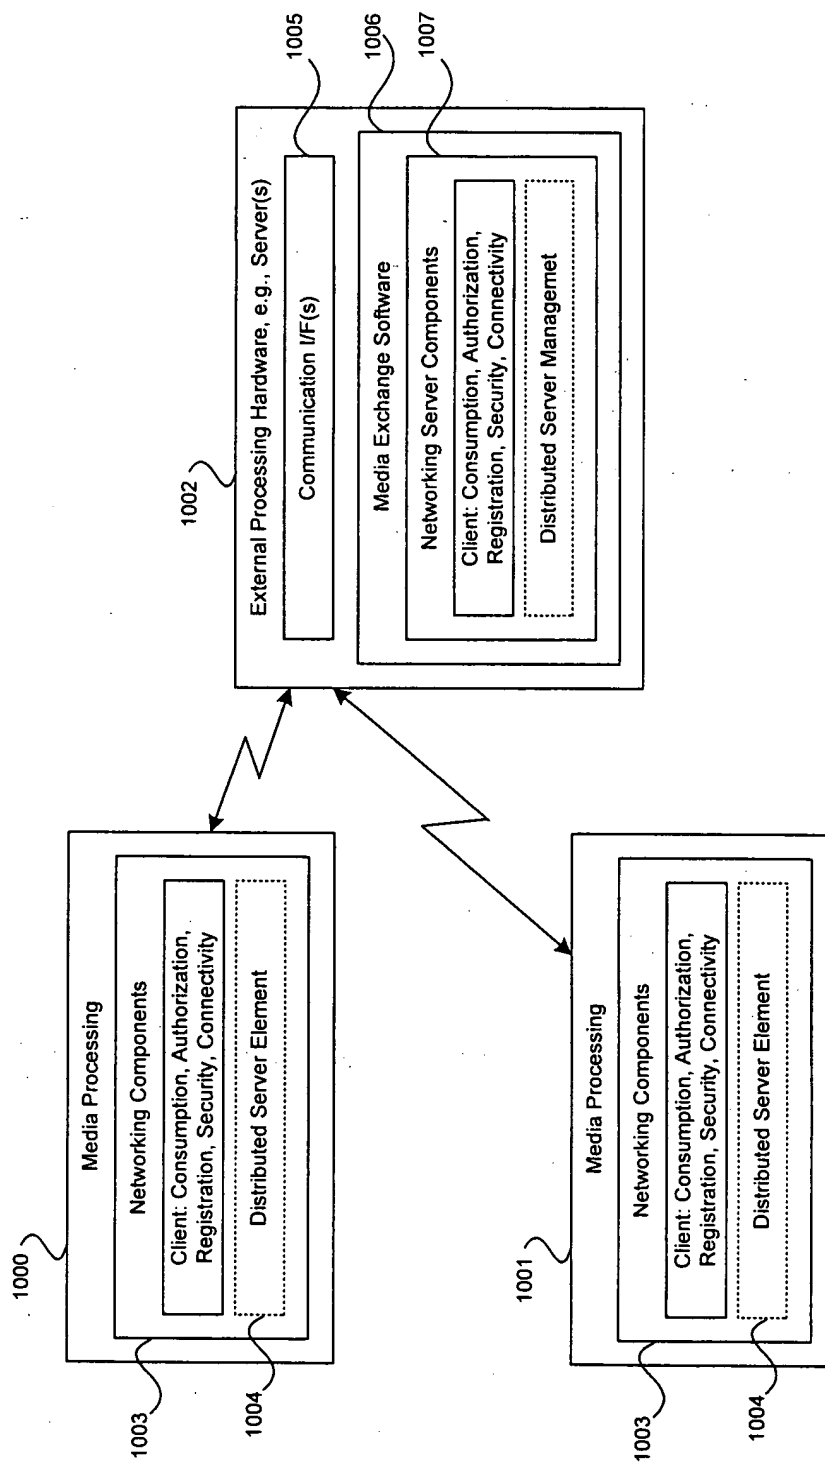 1000
Media Processing
Networking Components
Client: Consumption, Authorization,
Registration, Security, Connectivity
Distributed Server Element
1003
1004
1002
External Processing Hardware, e.g., Server(s)
Communication I/F(s)
Media Exchange Software
Networking Server Components
Client: Consumption, Authorization,
Registration, Security, Connectivity
Distributed Server Managemet
1005
1006
1007
1001
Media Processing
Networking Components
Client: Consumption, Authorization,
Registration, Security, Connectivity
Distributed Server Element
1003
1004